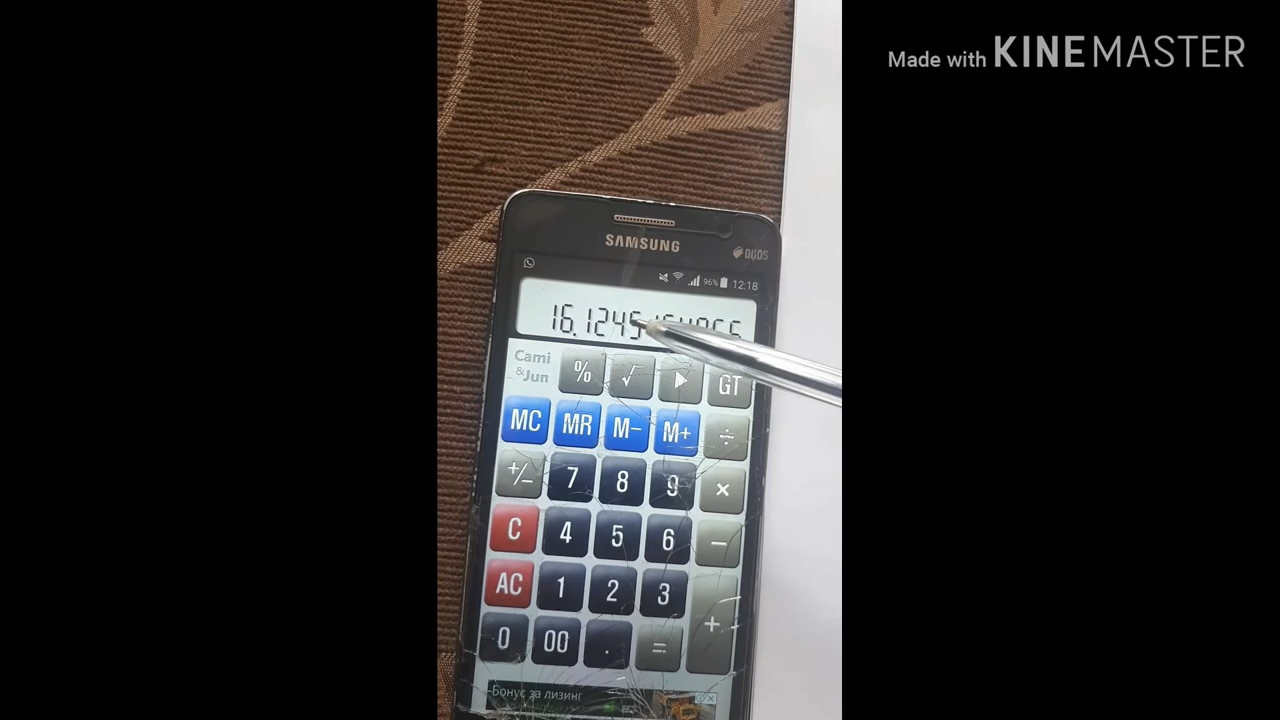 Made with KINEMASTER
SAMSUNG
DUOS
96% 12:18
16.1245
Cami % √ GT
&Jun
MC MR M- M+ ÷
+/- 7 8 9 ×
C 4 5 6 -
AC 1 2 3 +
0 00 . =
Бонус за лизинг